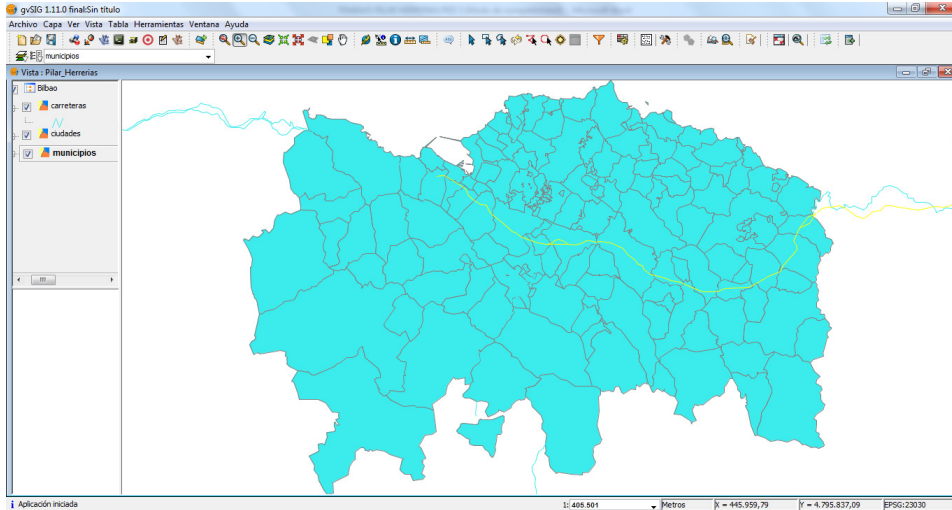 gvSIG 1.11.0 final:Sin título
Archivo Capa Ver Vista Tabla Herramientas Ventana Ayuda
municipios
Vista : Pilar_Herrerias
Bilbao
carreteras
ciudades
municipios
Aplicación iniciada 1: 405.501 Metros X = 445.959,79 Y = 4.795.837,09 EPSG:23030